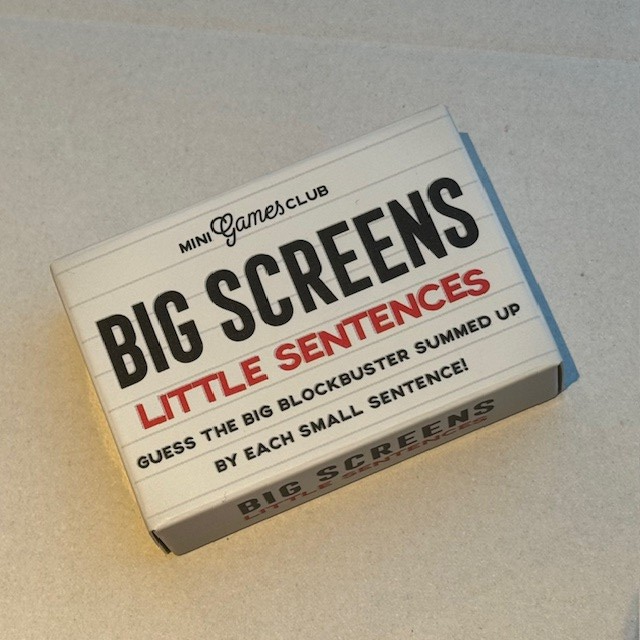 MINI Games CLUB
BIG SCREENS
LITTLE SENTENCES
GUESS THE BIG BLOCKBUSTER SUMMED UP
BY EACH SMALL SENTENCE!
BIG SCREENS
LITTLE SENTENCES